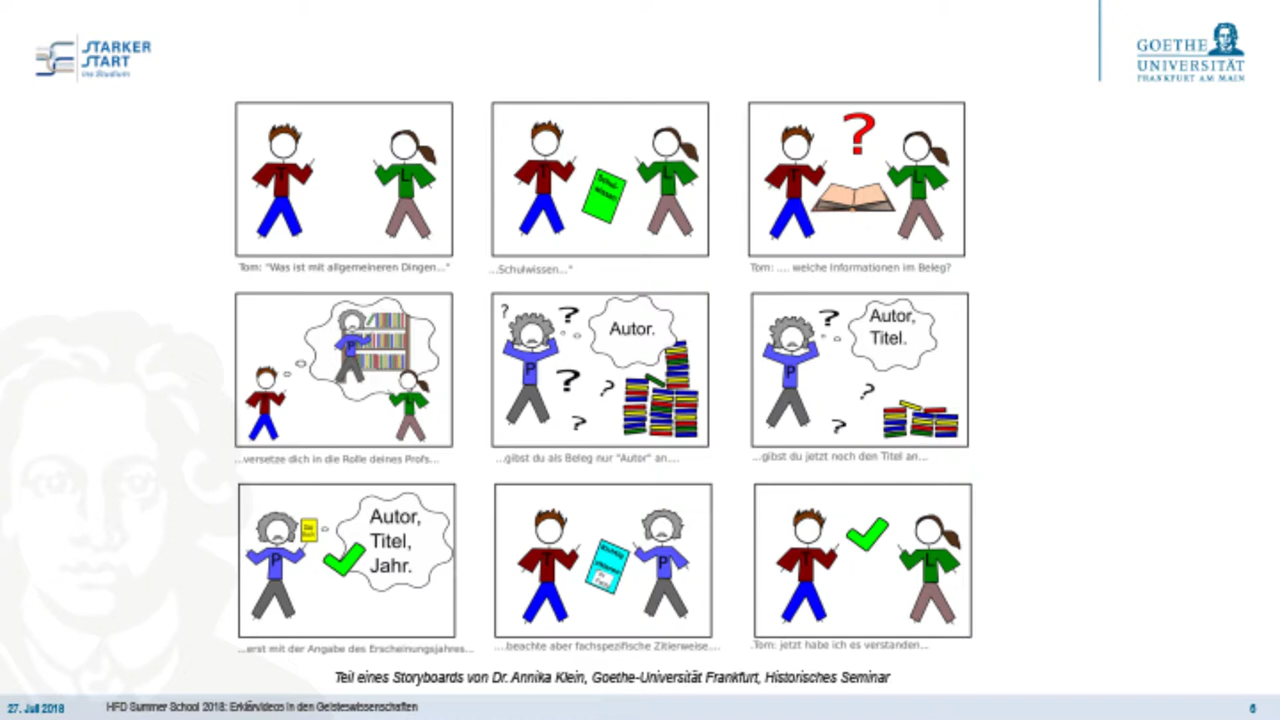 STARKER
START
ins Studium
GOETHE
UNIVERSITÄT
FRANKFURT AM MAIN
T
L
T
Schul-
wissen
L
?
T
L
Tom: "Was ist mit allgemeineren Dingen..."
...Schulwissen..."
Tom: .... welche Informationen im Beleg?
P
T
L
? ?
Autor.
P
?
?
?
?
Autor,
Titel.
P
?
?
...versetze dich in die Rolle deines Profs...
...gibst du als Beleg nur "Autor" an....
...gibst du jetzt noch den Titel an...
P
Autor,
Titel,
Jahr.
T
P
T
L
...erst mit der Angabe des Erscheinungsjahres...
....beachte aber fachspezifische Zitierweise....
.Tom: jetzt habe ich es verstanden...
Teil eines Storyboards von Dr. Annika Klein, Goethe-Universität Frankfurt, Historisches Seminar
27. Juli 2018
HFD Summer School 2018: Erklärvideos in den Geisteswissenschaften
6